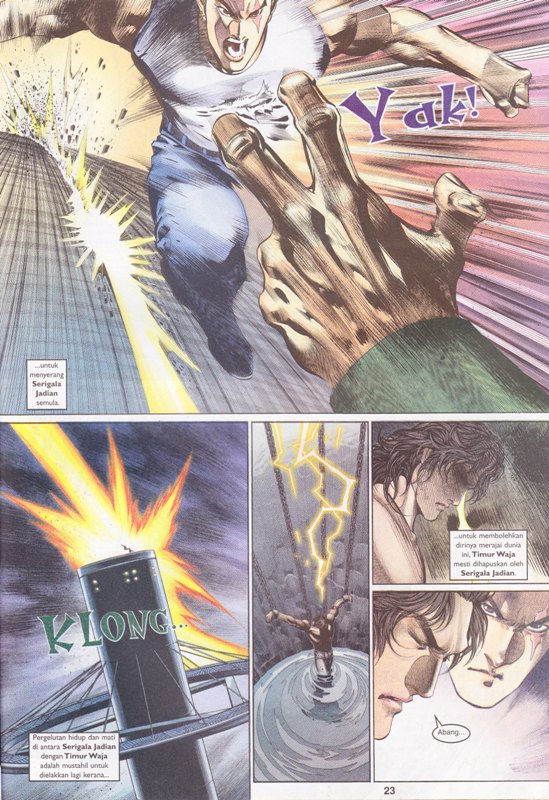 Yak!
...untuk
menyerang
Serigala
Jadian
semula.
KLONG...
Pergelutan hidup dan mati
di antara Serigala Jadian
dengan Timur Waja
adalah mustahil untuk
dielakkan lagi kerana...
...untuk membolehkan
dirinya merajai dunia
ini, Timur Waja
mesti dihapuskan oleh
Serigala Jadian.
Abang...
23